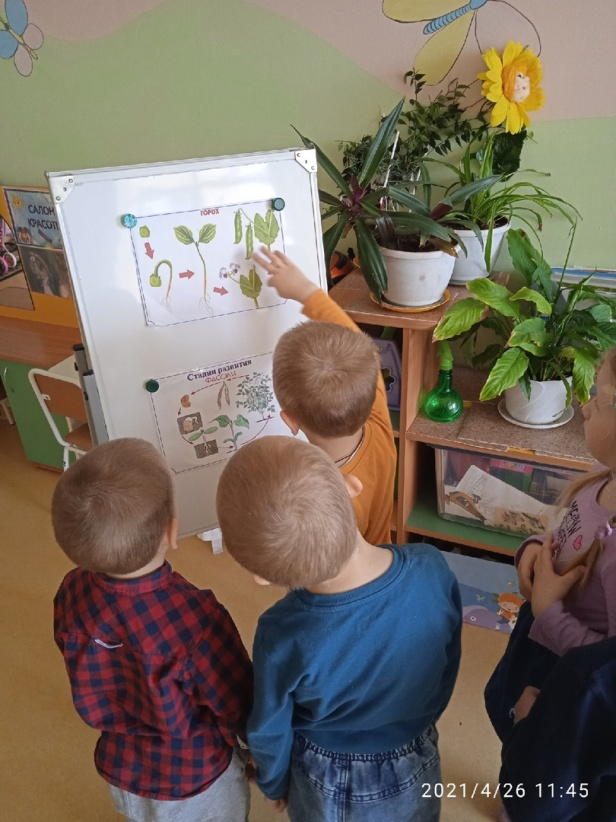 САЛОН
КРАСОТ
ГОРОХ
Стадии развития
ФАСОЛИ
2021/4/26 11:45